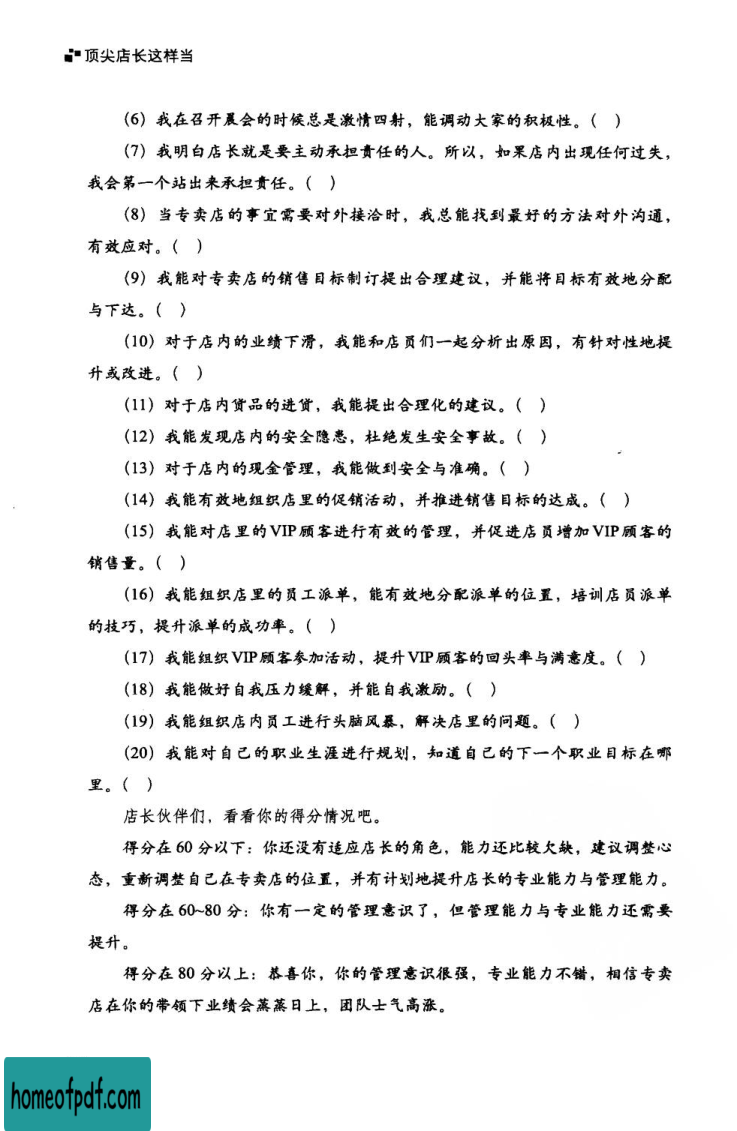 顶尖店长这样当
(6) 我在召开晨会的时候总是激情四射，能调动大家的积极性。(　)
(7) 我明白店长就是要主动承担责任的人。所以，如果店内出现任何过失，
我会第一个站出来承担责任。(　)
(8) 当专卖店的事宜需要对外接洽时，我总能找到最好的方法对外沟通，
有效应对。(　)
(9) 我能对专卖店的销售目标制订提出合理建议，并能将目标有效地分配
与下达。(　)
(10) 对于店内的业绩下滑，我能和店员们一起分析出原因，有针对性地提
升或改进。(　)
(11) 对于店内货品的进货，我能提出合理化的建议。(　)
(12) 我能发现店内的安全隐患，杜绝发生安全事故。(　)
(13) 对于店内的现金管理，我能做到安全与准确。(　)
(14) 我能有效地组织店里的促销活动，并推进销售目标的达成。(　)
(15) 我能对店里的VIP顾客进行有效的管理，并促进店员增加VIP顾客的
销售量。(　)
(16) 我能组织店里的员工派单，能有效地分配派单的位置，培训店员派单
的技巧，提升派单的成功率。(　)
(17) 我能组织VIP顾客参加活动，提升VIP顾客的回头率与满意度。(　)
(18) 我能做好自我压力缓解，并能自我激励。(　)
(19) 我能组织店内员工进行头脑风暴，解决店里的问题。(　)
(20) 我能对自己的职业生涯进行规划，知道自己的下一个职业目标在哪
里。(　)
店长伙伴们，看看你的得分情况吧。
得分在60分以下：你还没有适应店长的角色，能力还比较欠缺，建议调整心
态，重新调整自己在专卖店的位置，并有计划地提升店长的专业能力与管理能力。
得分在60~80分：你有一定的管理意识了，但管理能力与专业能力还需要
提升。
得分在80分以上：恭喜你，你的管理意识很强，专业能力不错，相信专卖
店在你的带领下业绩会蒸蒸日上，团队士气高涨。
homeofpdf.com